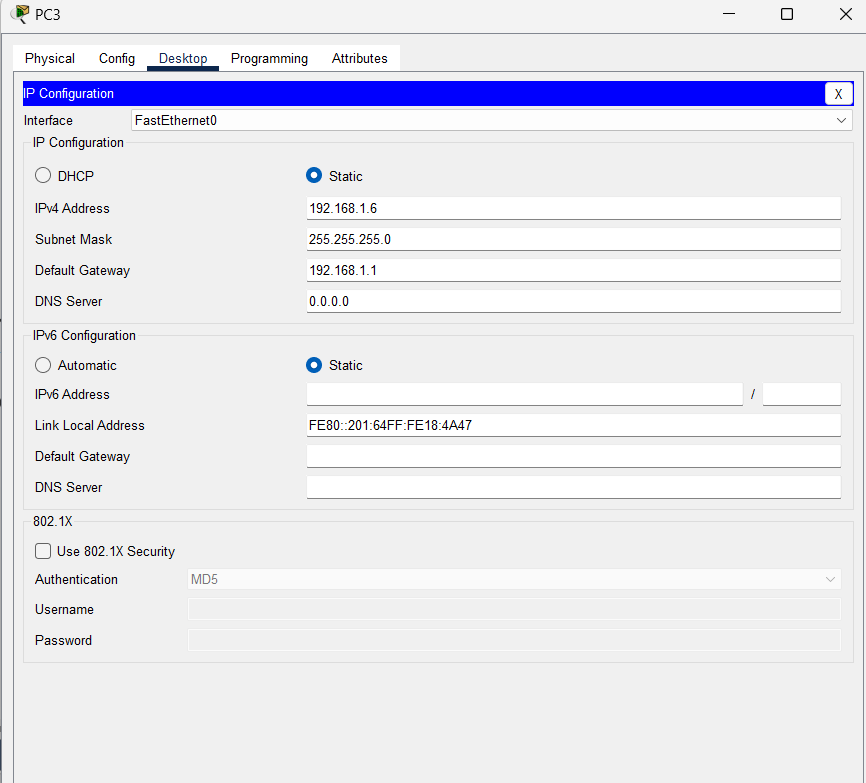 PC3
Physical Config Desktop Programming Attributes
IP Configuration X
Interface FastEthernet0
IP Configuration
DHCP Static
IPv4 Address 192.168.1.6
Subnet Mask 255.255.255.0
Default Gateway 192.168.1.1
DNS Server 0.0.0.0
IPv6 Configuration
Automatic Static
IPv6 Address /
Link Local Address FE80::201:64FF:FE18:4A47
Default Gateway
DNS Server
802.1X
Use 802.1X Security
Authentication MD5
Username
Password